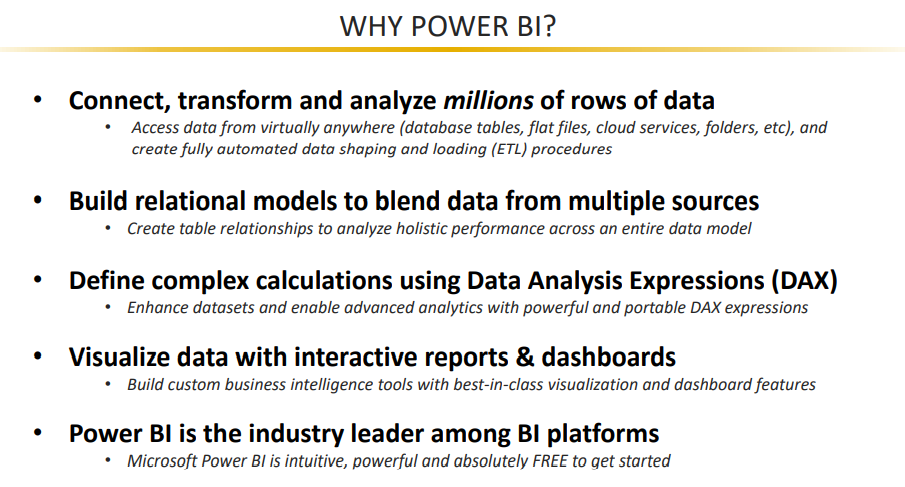 WHY POWER BI?
• Connect, transform and analyze millions of rows of data
• Access data from virtually anywhere (database tables, flat files, cloud services, folders, etc), and
create fully automated data shaping and loading (ETL) procedures
• Build relational models to blend data from multiple sources
• Create table relationships to analyze holistic performance across an entire data model
• Define complex calculations using Data Analysis Expressions (DAX)
• Enhance datasets and enable advanced analytics with powerful and portable DAX expressions
• Visualize data with interactive reports & dashboards
• Build custom business intelligence tools with best-in-class visualization and dashboard features
• Power BI is the industry leader among BI platforms
• Microsoft Power BI is intuitive, powerful and absolutely FREE to get started